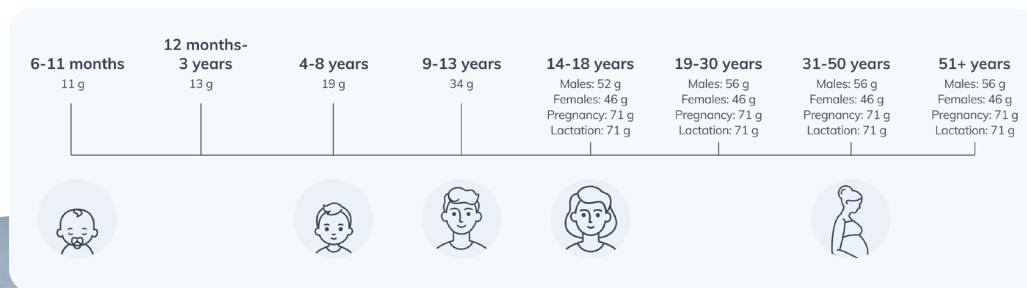 6-11 months
11 g
12 months-
3 years
13 g
4-8 years
19 g
9-13 years
34 g
14-18 years
Males: 52 g
Females: 46 g
Pregnancy: 71 g
Lactation: 71 g
19-30 years
Males: 56 g
Females: 46 g
Pregnancy: 71 g
Lactation: 71 g
31-50 years
Males: 56 g
Females: 46 g
Pregnancy: 71 g
Lactation: 71 g
51+ years
Males: 56 g
Females: 46 g
Pregnancy: 71 g
Lactation: 71 g